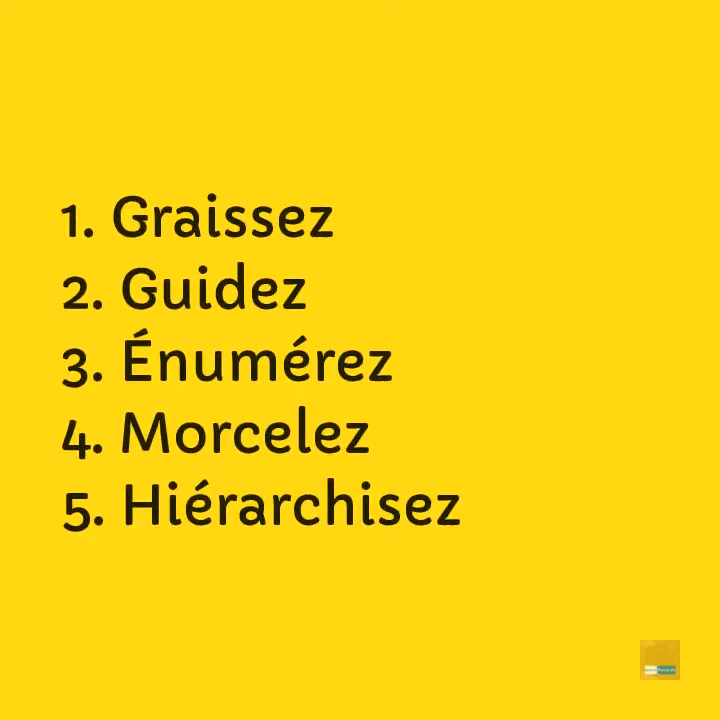 1. Graissez
2. Guidez
3. Énumérez
4. Morcelez
5. Hiérarchisez